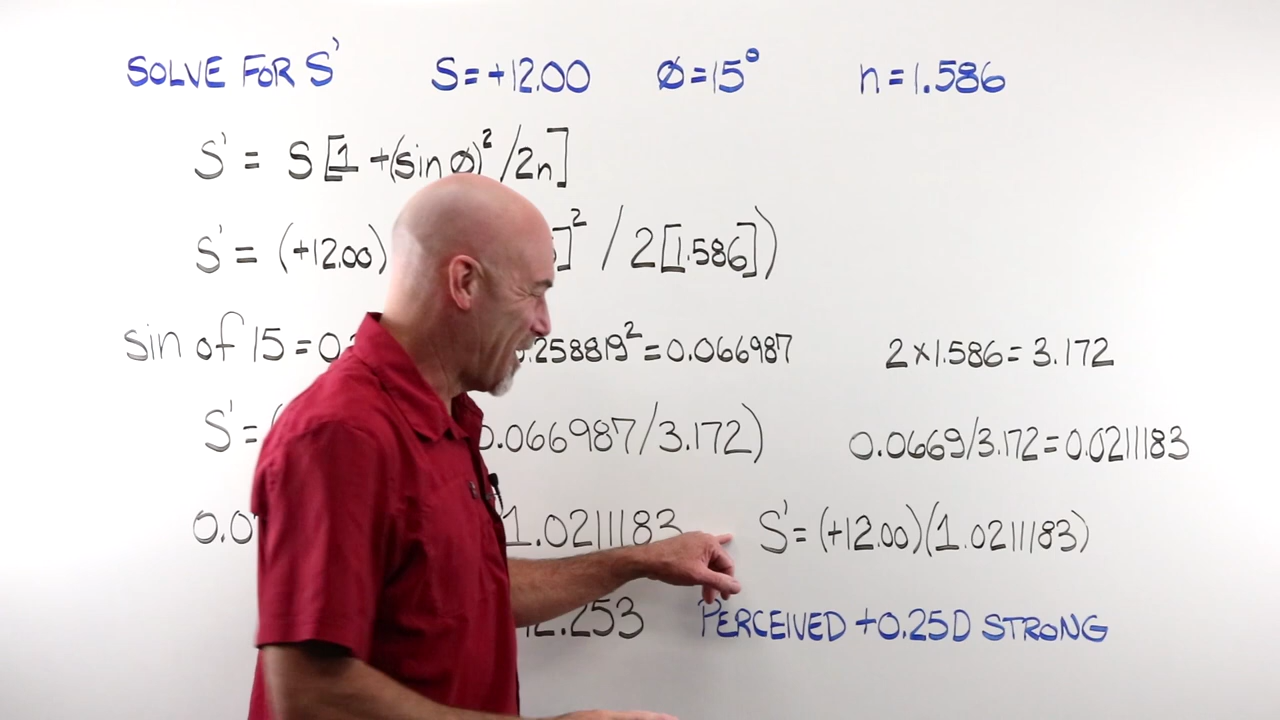 SOLVE FOR S' S=+12.00 Ø=15° n=1.586
S' = S[1 +(sin Ø)²/2n]
S' = (+12.00) ]² / 2[1.586])
sin of 15=0. .258819²=0.066987 2×1.586=3.172
S'=( 0.066987/3.172) 0.0669/3.172=0.0211183
0.0 1.0211183 S'=(+12.00)(1.0211183)
12.253 PERCEIVED +0.25D STRONG